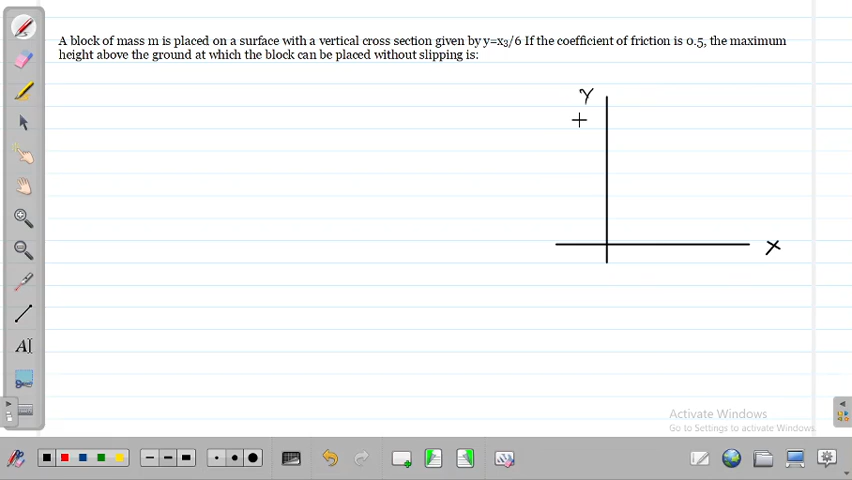 A block of mass m is placed on a surface with a vertical cross section given by y=x3/6 If the coefficient of friction is 0.5, the maximum
height above the ground at which the block can be placed without slipping is:
Y
X
A
Activate Windows
Go to Settings to activate Windows.